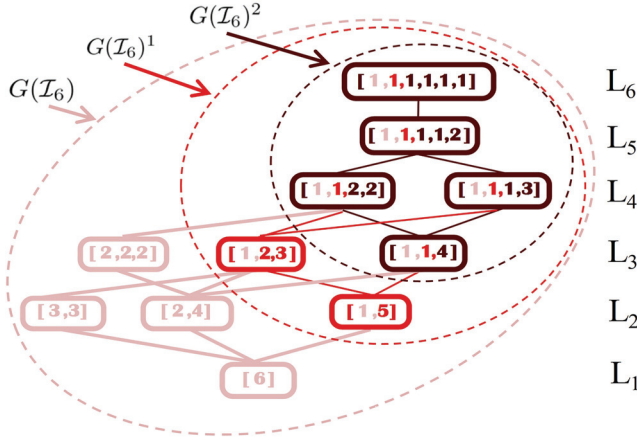 G(I₆)²
G(I₆)¹
G(I₆)
[ 1,1,1,1,1,1] L₆
[ 1,1,1,1,2] L₅
[ 1,1,2,2] [ 1,1,1,3] L₄
[ 2,2,2] [ 1,2,3] [ 1,1,4] L₃
[ 3,3] [ 2,4] [ 1,5] L₂
[ 6] L₁